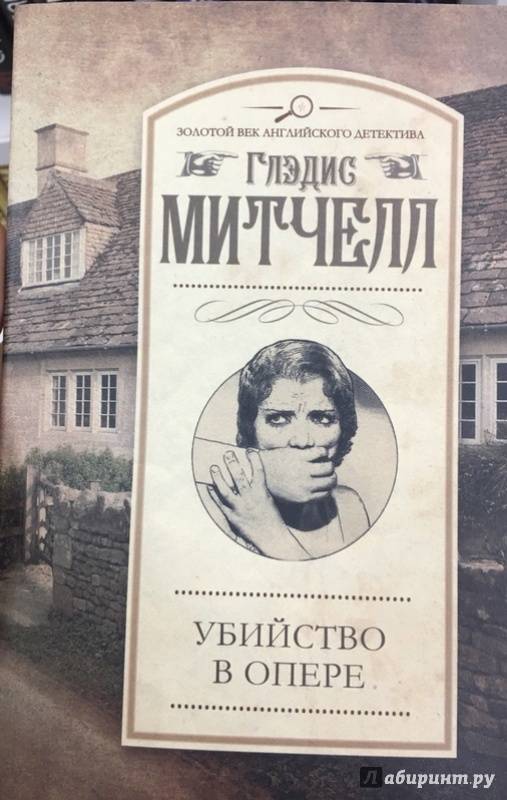 ЗОЛОТОЙ ВЕК АНГЛИЙСКОГО ДЕТЕКТИВА
ГЛЭДИС
МИТЧЕЛЛ
УБИЙСТВО
В ОПЕРЕ
Лабиринт.ру